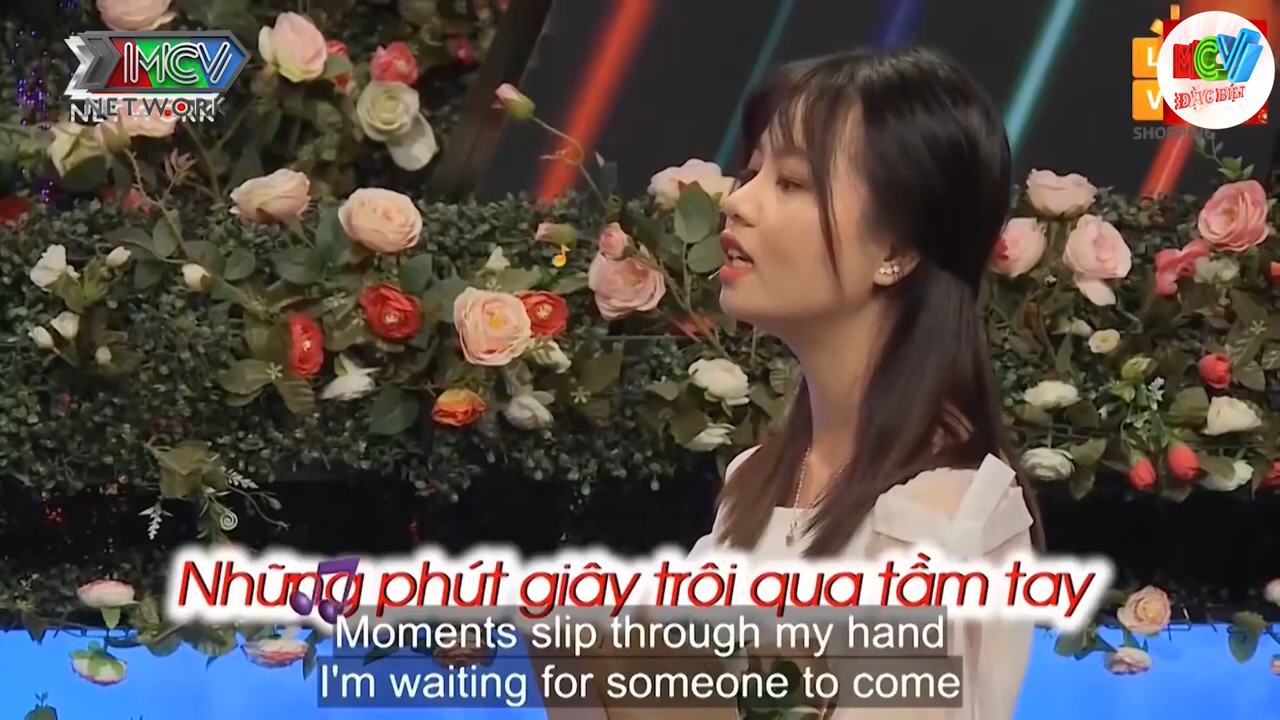 MCV
NETWORK
MCV
ĐẶC BIỆT
SHOPPING
Những phút giây trôi qua tầm tay
Moments slip through my hand
I'm waiting for someone to come